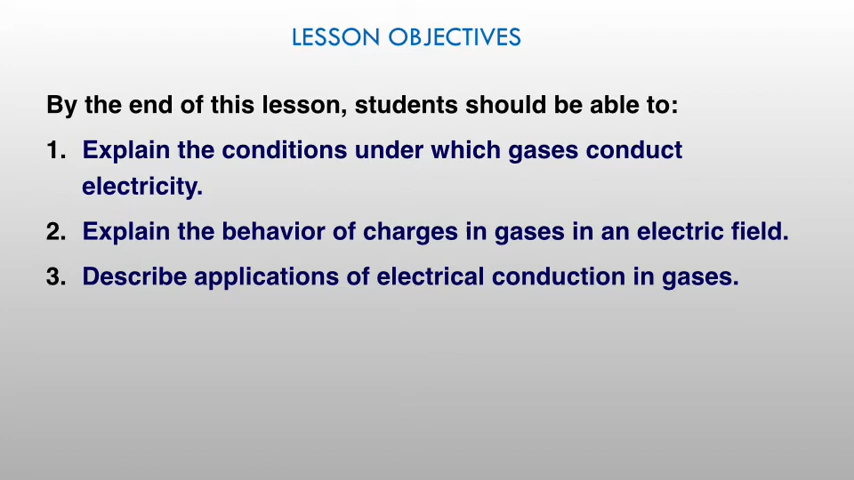 LESSON OBJECTIVES
By the end of this lesson, students should be able to:
1. Explain the conditions under which gases conduct
electricity.
2. Explain the behavior of charges in gases in an electric field.
3. Describe applications of electrical conduction in gases.